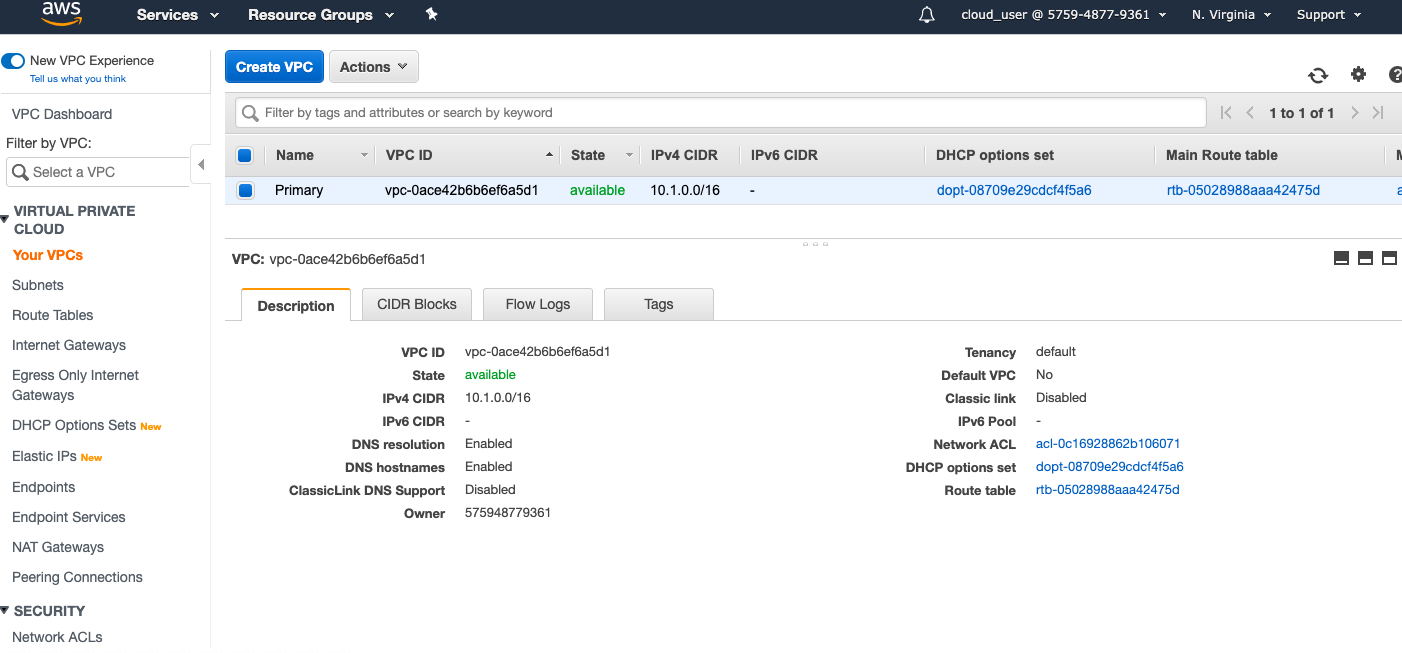 aws Services Resource Groups cloud_user @ 5759-4877-9361 N. Virginia Support
New VPC Experience
Tell us what you think
VPC Dashboard
Filter by VPC:
Select a VPC
VIRTUAL PRIVATE
CLOUD
Your VPCs
Subnets
Route Tables
Internet Gateways
Egress Only Internet
Gateways
DHCP Options Sets New
Elastic IPs New
Endpoints
Endpoint Services
NAT Gateways
Peering Connections
SECURITY
Network ACLs
Create VPC Actions
Filter by tags and attributes or search by keyword 1 to 1 of 1
Name VPC ID State IPv4 CIDR IPv6 CIDR DHCP options set Main Route table
Primary vpc-0ace42b6b6ef6a5d1 available 10.1.0.0/16 - dopt-08709e29cdcf4f5a6 rtb-05028988aaa42475d
VPC: vpc-0ace42b6b6ef6a5d1
Description CIDR Blocks Flow Logs Tags
VPC ID vpc-0ace42b6b6ef6a5d1
State available
IPv4 CIDR 10.1.0.0/16
IPv6 CIDR -
DNS resolution Enabled
DNS hostnames Enabled
ClassicLink DNS Support Disabled
Owner 575948779361
Tenancy default
Default VPC No
Classic link Disabled
IPv6 Pool -
Network ACL acl-0c16928862b106071
DHCP options set dopt-08709e29cdcf4f5a6
Route table rtb-05028988aaa42475d